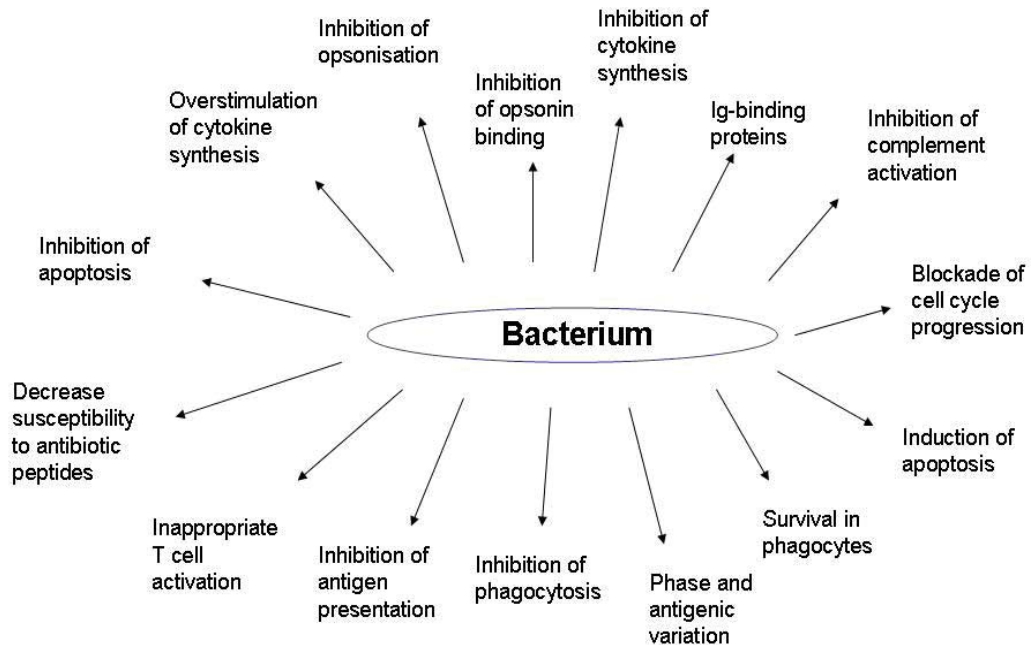 Inhibition of
opsonisation
Inhibition of
cytokine
synthesis
Overstimulation
of cytokine
synthesis
Inhibition
of opsonin
binding
Ig-binding
proteins
Inhibition of
complement
activation
Inhibition of
apoptosis
Blockade of
cell cycle
progression
Bacterium
Decrease
susceptibility
to antibiotic
peptides
Induction of
apoptosis
Inappropriate
T cell
activation
Inhibition of
antigen
presentation
Inhibition of
phagocytosis
Phase and
antigenic
variation
Survival in
phagocytes